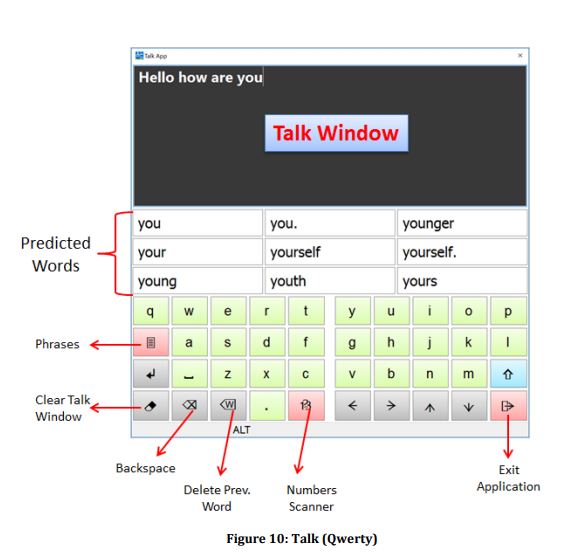 Talk App
Hello how are you
Talk Window
Predicted Words
you you. younger
your yourself yourself.
young youth yours
q w e r t y u i o p
Phrases
a s d f g h j k l
z x c v b n m
Clear Talk Window
W . 123
ALT
Backspace
Delete Prev. Word
Numbers Scanner
Exit Application
Figure 10: Talk (Qwerty)